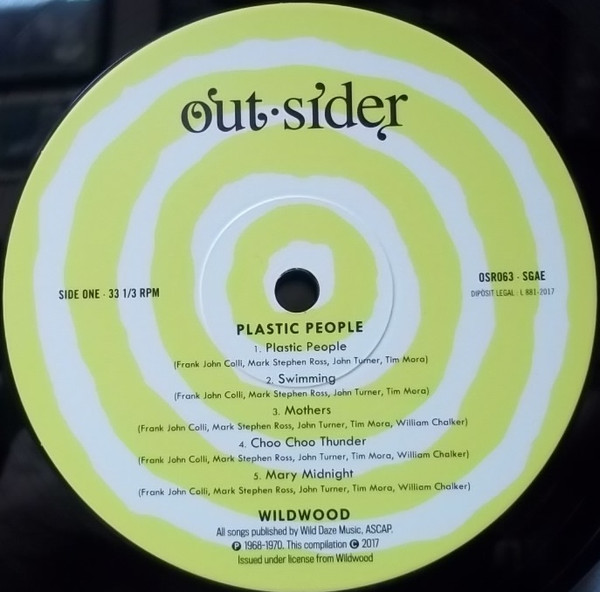 out·sider
SIDE ONE · 33 1/3 RPM
OSR063 · SGAE
DIPÒSIT LEGAL : L 881-2017
PLASTIC PEOPLE
1. Plastic People
(Frank John Colli, Mark Stephen Ross, John Turner, Tim Mora)
2. Swimming
(Frank John Colli, Mark Stephen Ross, John Turner, Tim Mora)
3. Mothers
(Frank John Colli, Mark Stephen Ross, John Turner, Tim Mora, William Chalker)
4. Choo Choo Thunder
(Frank John Colli, Mark Stephen Ross, John Turner, Tim Mora, William Chalker)
5. Mary Midnight
(Frank John Colli, Mark Stephen Ross, John Turner, Tim Mora, William Chalker)
WILDWOOD
All songs published by Wild Daze Music, ASCAP.
℗ 1968-1970. This compilation © 2017
Issued under license from Wildwood